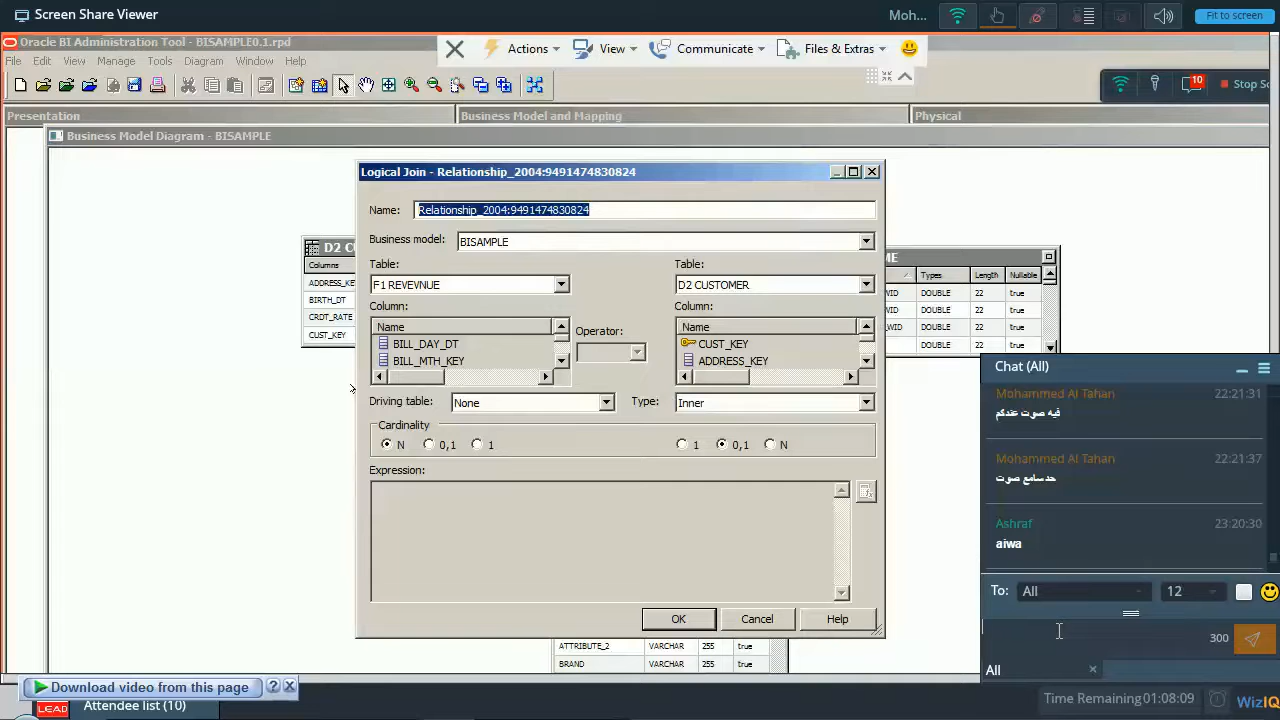 Screen Share Viewer
Moh...
Fit to screen
Oracle BI Administration Tool - BISAMPLE0.1.rpd
Actions
View
Communicate
Files & Extras
File Edit View Manage Tools Diagram Window Help
10
Stop Sc
Presentation
Business Model and Mapping
Physical
Business Model Diagram - BISAMPLE
Logical Join - Relationship_2004:9491474830824
Name: Relationship_2004:9491474830824
Business model: BISAMPLE
Table:
Table:
F1 REVEVNUE
D2 CUSTOMER
Column:
Operator:
Column:
Name
BILL_DAY_DT
BILL_MTH_KEY
Name
CUST_KEY
ADDRESS_KEY
Driving table: None
Type: Inner
Cardinality
N 0,1 1
1 0,1 N
Expression:
OK
Cancel
Help
D2 CU
Columns
ADDRESS_KE
BIRTH_DT
CRDT_RATE
CUST_KEY
ME
Types Length Nullable
WID DOUBLE 22 true
DOUBLE 22 true
_WID DOUBLE 22 true
DOUBLE 22 true
ATTRIBUTE_2 VARCHAR 255 true
BRAND VARCHAR 255 true
Chat (All)
Mohammed Al Tahan 22:21:31
فيه صوت عندكم
Mohammed Al Tahan 22:21:37
حد سامع صوت
Ashraf 23:20:30
aiwa
To: All 12
300
All
Download video from this page
LEAD
Attendee list (10)
Time Remaining 01:08:09
WizIQ